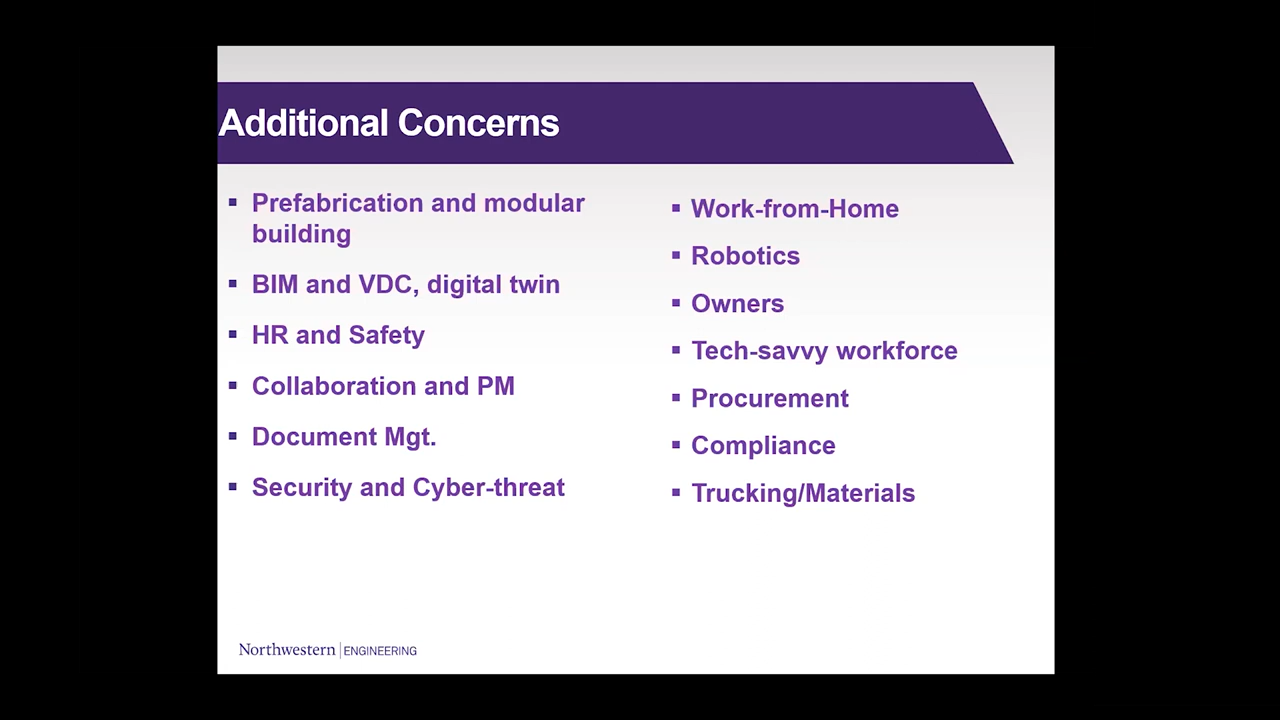 Additional Concerns
▪ Prefabrication and modular
building
▪ BIM and VDC, digital twin
▪ HR and Safety
▪ Collaboration and PM
▪ Document Mgt.
▪ Security and Cyber-threat
▪ Work-from-Home
▪ Robotics
▪ Owners
▪ Tech-savvy workforce
▪ Procurement
▪ Compliance
▪ Trucking/Materials
Northwestern | ENGINEERING